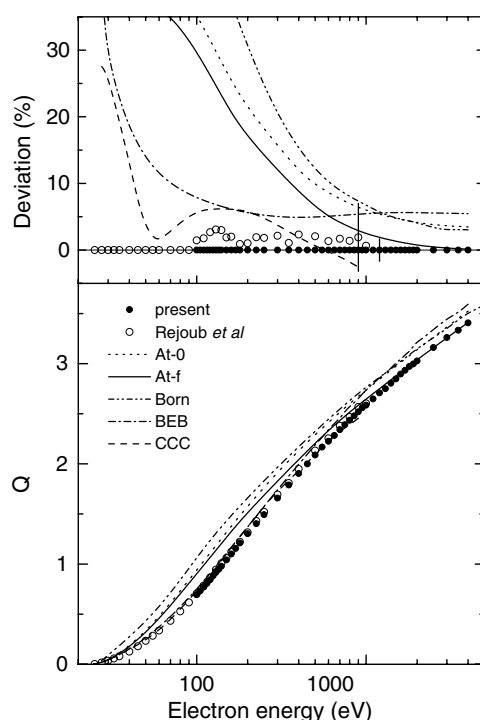 30
20
10
0
Deviation (%)
present
Rejoub et al
At-0
At-f
Born
BEB
CCC
3
2
1
0
Q
100
1000
Electron energy (eV)